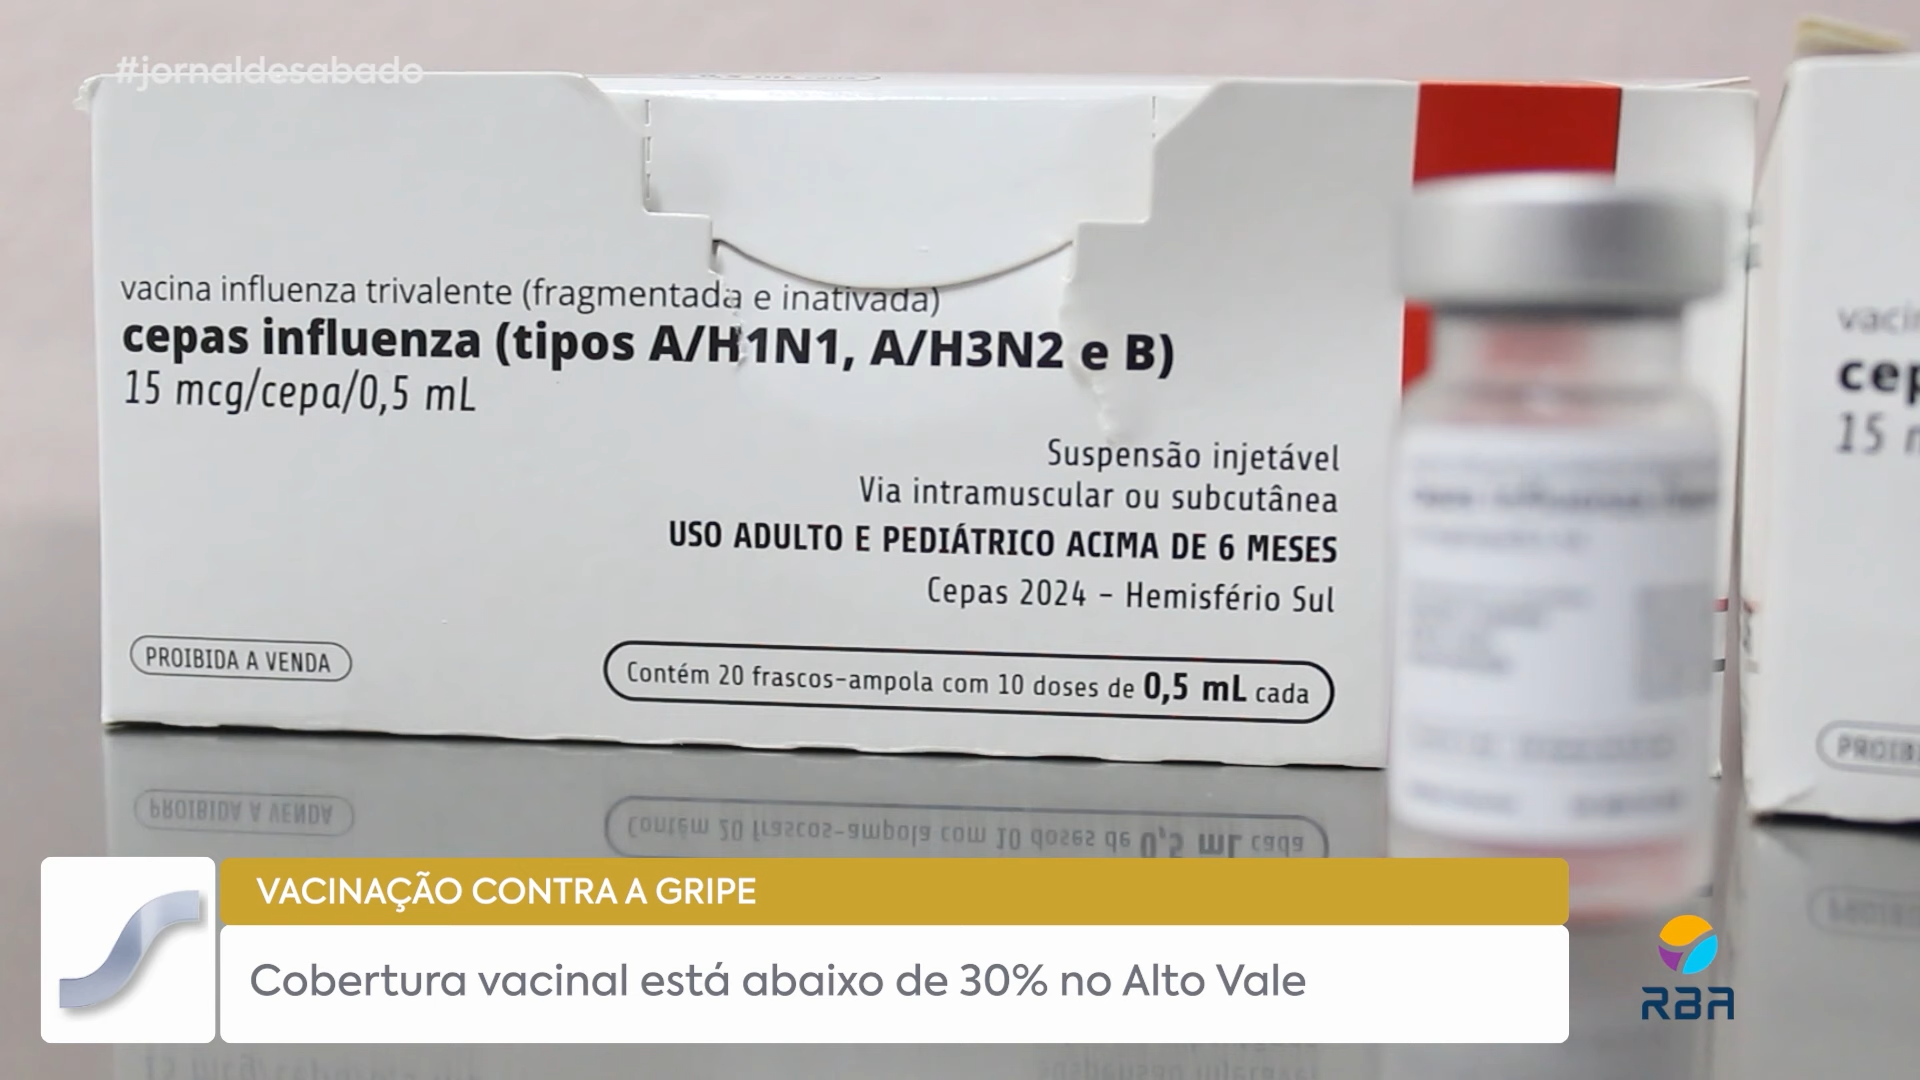 #jornaldesabado
vacina influenza trivalente (fragmentada e inativada)
cepas influenza (tipos A/H1N1, A/H3N2 e B)
15 mcg/cepa/0,5 mL
Suspensão injetável
Via intramuscular ou subcutânea
USO ADULTO E PEDIÁTRICO ACIMA DE 6 MESES
Cepas 2024 - Hemisfério Sul
PROIBIDA A VENDA
Contém 20 frascos-ampola com 10 doses de 0,5 mL cada
vaci
cep
15
PROIB
VACINAÇÃO CONTRA A GRIPE
Cobertura vacinal está abaixo de 30% no Alto Vale
RBA